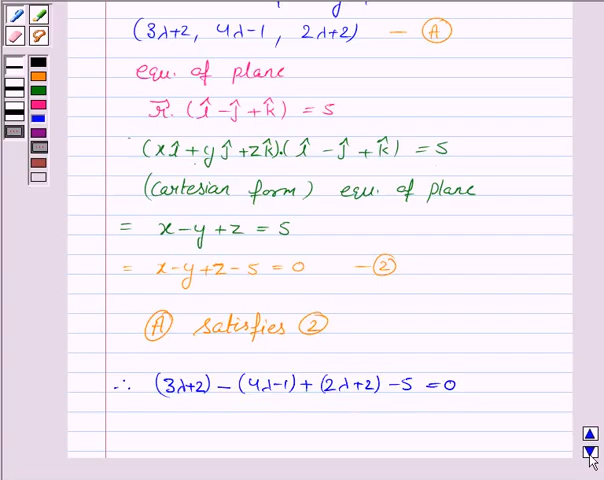 (3λ+2, 4λ-1, 2λ+2) — Ⓐ
equ. of plane
r̄. (î - ĵ + k̂) = 5
(xî + yĵ + zk̂).(î - ĵ + k̂) = 5
(Cartesian form) equ. of plane
= x-y+z = 5
= x-y+z-5 = 0 — ②
Ⓐ satisfies ②
∴ (3λ+2) - (4λ-1) + (2λ+2) - 5 = 0